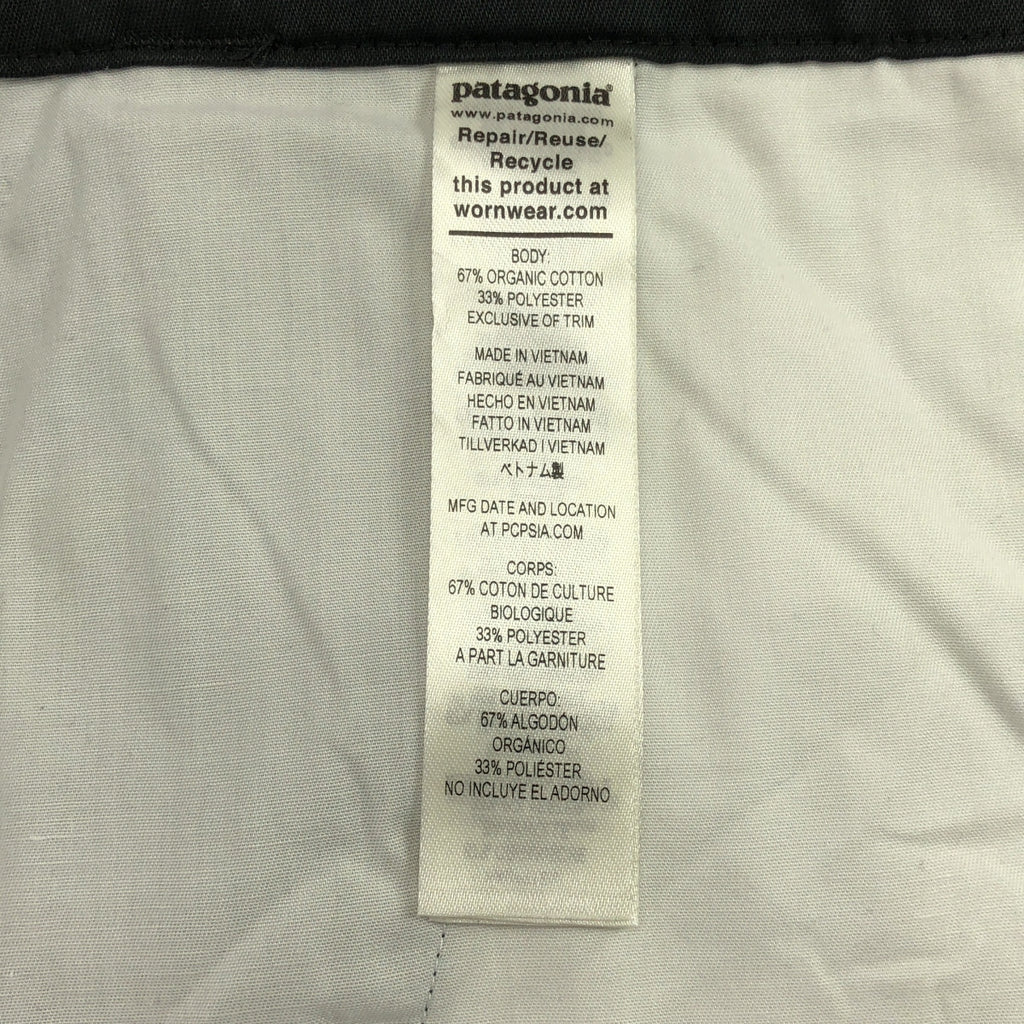 patagonia®
www.patagonia.com
Repair/Reuse/
Recycle
this product at
wornwear.com
BODY:
67% ORGANIC COTTON
33% POLYESTER
EXCLUSIVE OF TRIM
MADE IN VIETNAM
FABRIQUÉ AU VIETNAM
HECHO EN VIETNAM
FATTO IN VIETNAM
TILLVERKAD I VIETNAM
ベトナム製
MFG DATE AND LOCATION
AT PCPSIA.COM
CORPS:
67% COTON DE CULTURE
BIOLOGIQUE
33% POLYESTER
A PART LA GARNITURE
CUERPO:
67% ALGODÓN
ORGÁNICO
33% POLIÉSTER
NO INCLUYE EL ADORNO